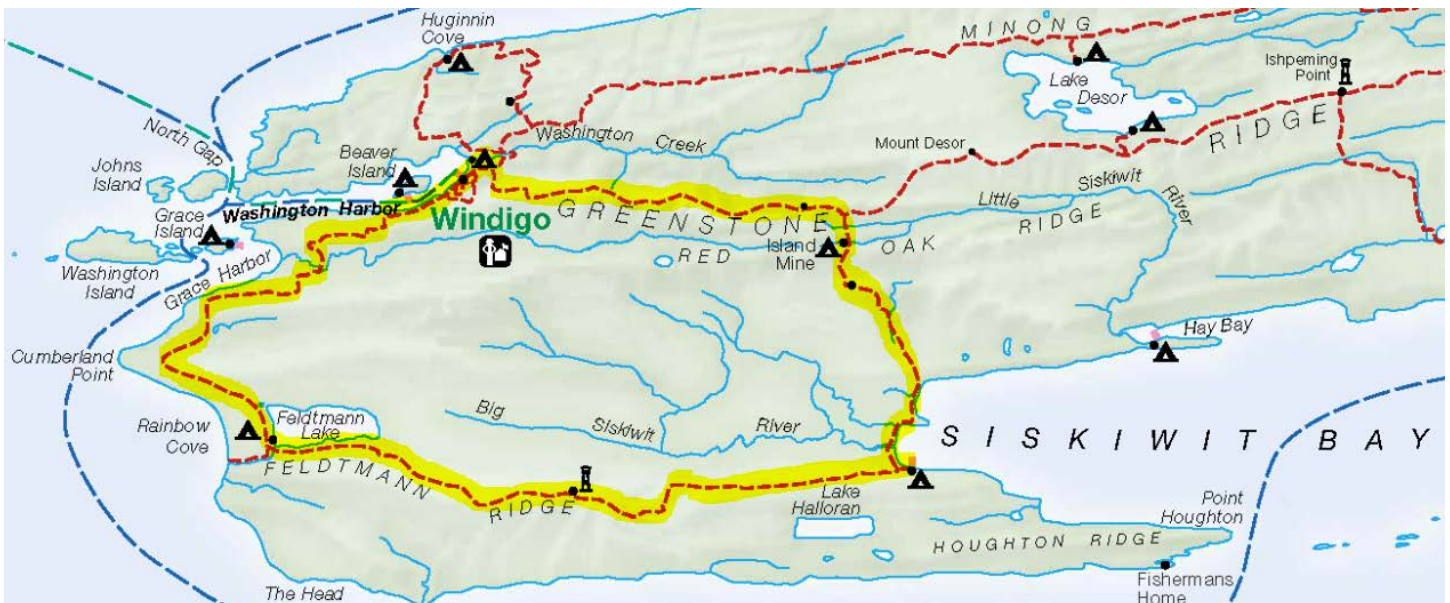 Huginnin
Cove
MINONG
Ishpeming
Point
Lake
Desor
North Gap
Washington Creek
RIDGE
Mount Desor
Beaver
Island
Johns
Island
Little Siskiwit River
Washington Harbor
Grace
Island
Windigo
GREENSTONE
RIDGE
RED OAK
Island
Mine
Washington
Island
Grace Harbor
Hay Bay
Cumberland
Point
Rainbow
Cove
Feldtmann
Lake
Big Siskiwit River
SISKIWIT BAY
FELDTMANN
RIDGE
Lake
Halloran
Point
Houghton
HOUGHTON RIDGE
The Head
Fishermans
Home